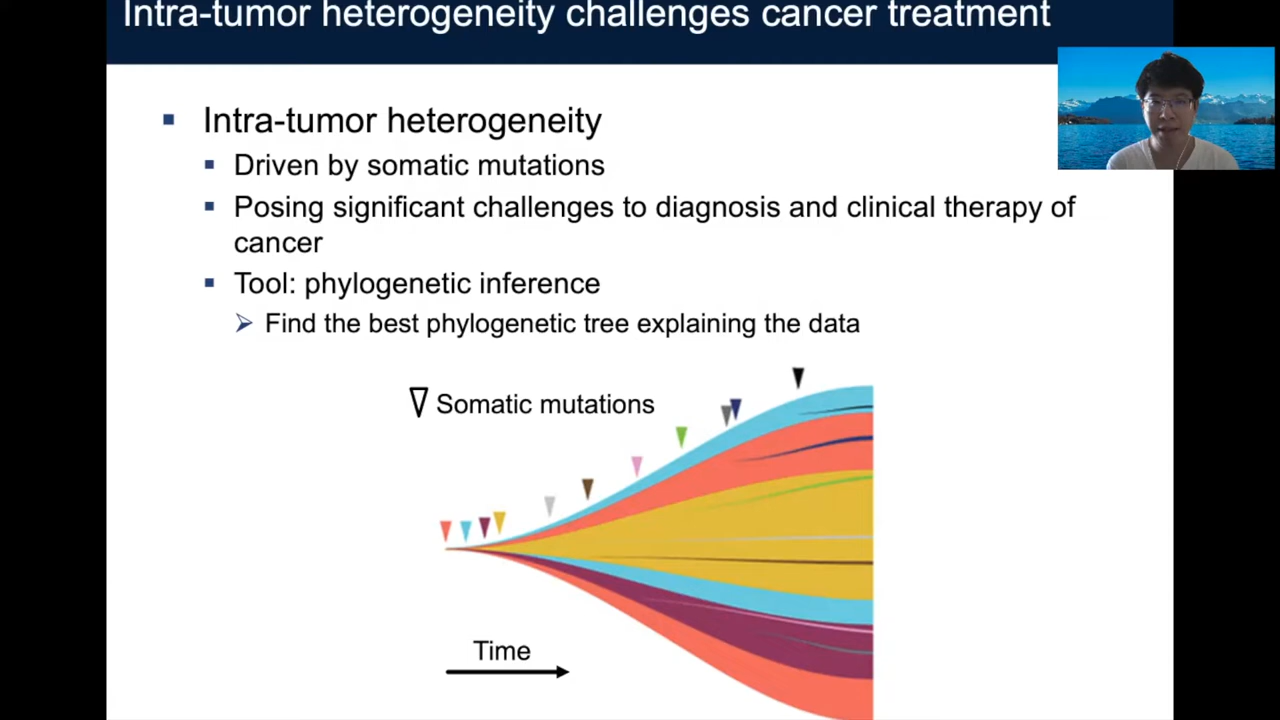 Intra-tumor heterogeneity challenges cancer treatment
Intra-tumor heterogeneity
Driven by somatic mutations
Posing significant challenges to diagnosis and clinical therapy of
cancer
Tool: phylogenetic inference
Find the best phylogenetic tree explaining the data
Somatic mutations
Time